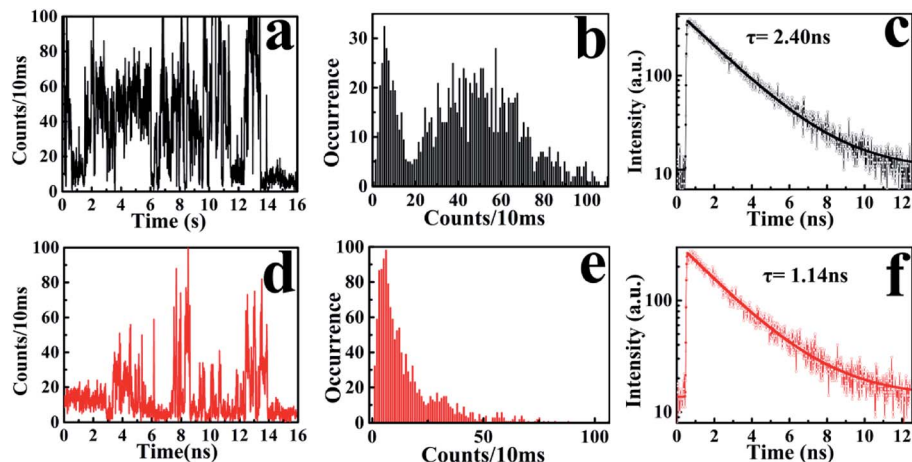 a
100
80
60
40
20
0
Counts/10ms
0 2 4 6 8 10 12 14 16
Time (s)
b
30
20
10
0
Occurrence
0 20 40 60 80 100
Counts/10ms
c
τ= 2.40ns
100
10
Intensity (a.u.)
0 2 4 6 8 10 12
Time (ns)
d
100
80
60
40
20
0
Counts/10ms
0 2 4 6 8 10 12 14 16
Time(ns)
e
100
80
60
40
20
0
Occurrence
0 50 100
Counts/10ms
f
τ= 1.14ns
100
10
Intensity (a.u.)
0 2 4 6 8 10 12
Time (ns)